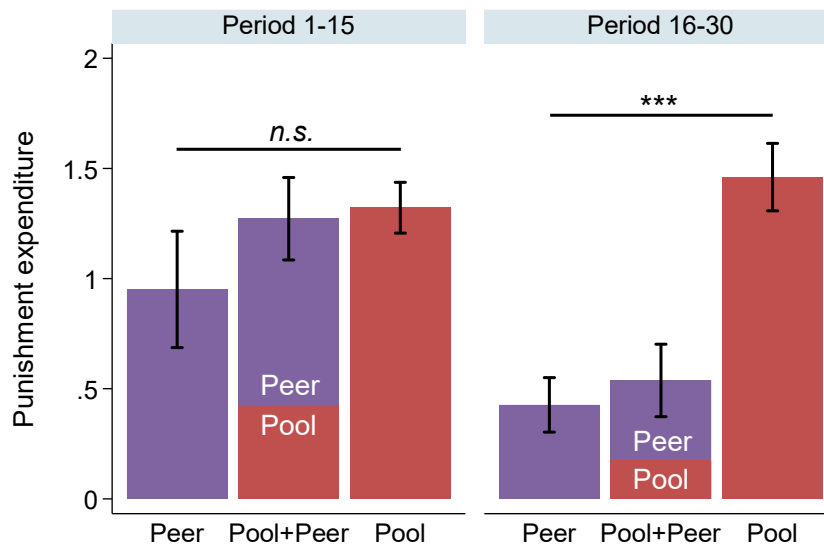 Period 1-15
Period 16-30
Punishment expenditure
2
1.5
1
.5
0
n.s.
***
Peer
Pool
Peer
Pool
Peer
Pool+Peer
Pool
Peer
Pool+Peer
Pool